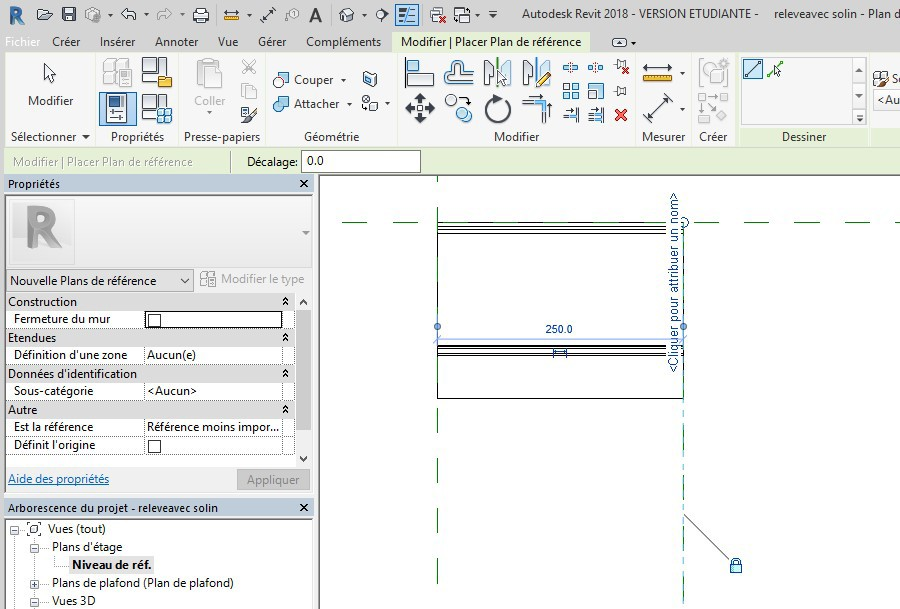 Autodesk Revit 2018 - VERSION ETUDIANTE - releveavec solin - Plan d
Fichier Créer Insérer Annoter Vue Gérer Compléments Modifier | Placer Plan de référence
Modifier
Coller
Couper
Attacher
Sélectionner Propriétés Presse-papiers Géométrie Modifier Mesurer Créer Dessiner
<Au
Modifier | Placer Plan de référence Décalage: 0.0
Propriétés
Nouvelle Plans de référence Modifier le type
Construction
Fermeture du mur
Etendues
Définition d'une zone Aucun(e)
Données d'identification
Sous-catégorie <Aucun>
Autre
Est la référence Référence moins impor...
Définit l'origine
Aide des propriétés Appliquer
Arborescence du projet - releveavec solin
Vues (tout)
Plans d'étage
Niveau de réf.
Plans de plafond (Plan de plafond)
Vues 3D
250.0
<Cliquer pour attribuer un nom>